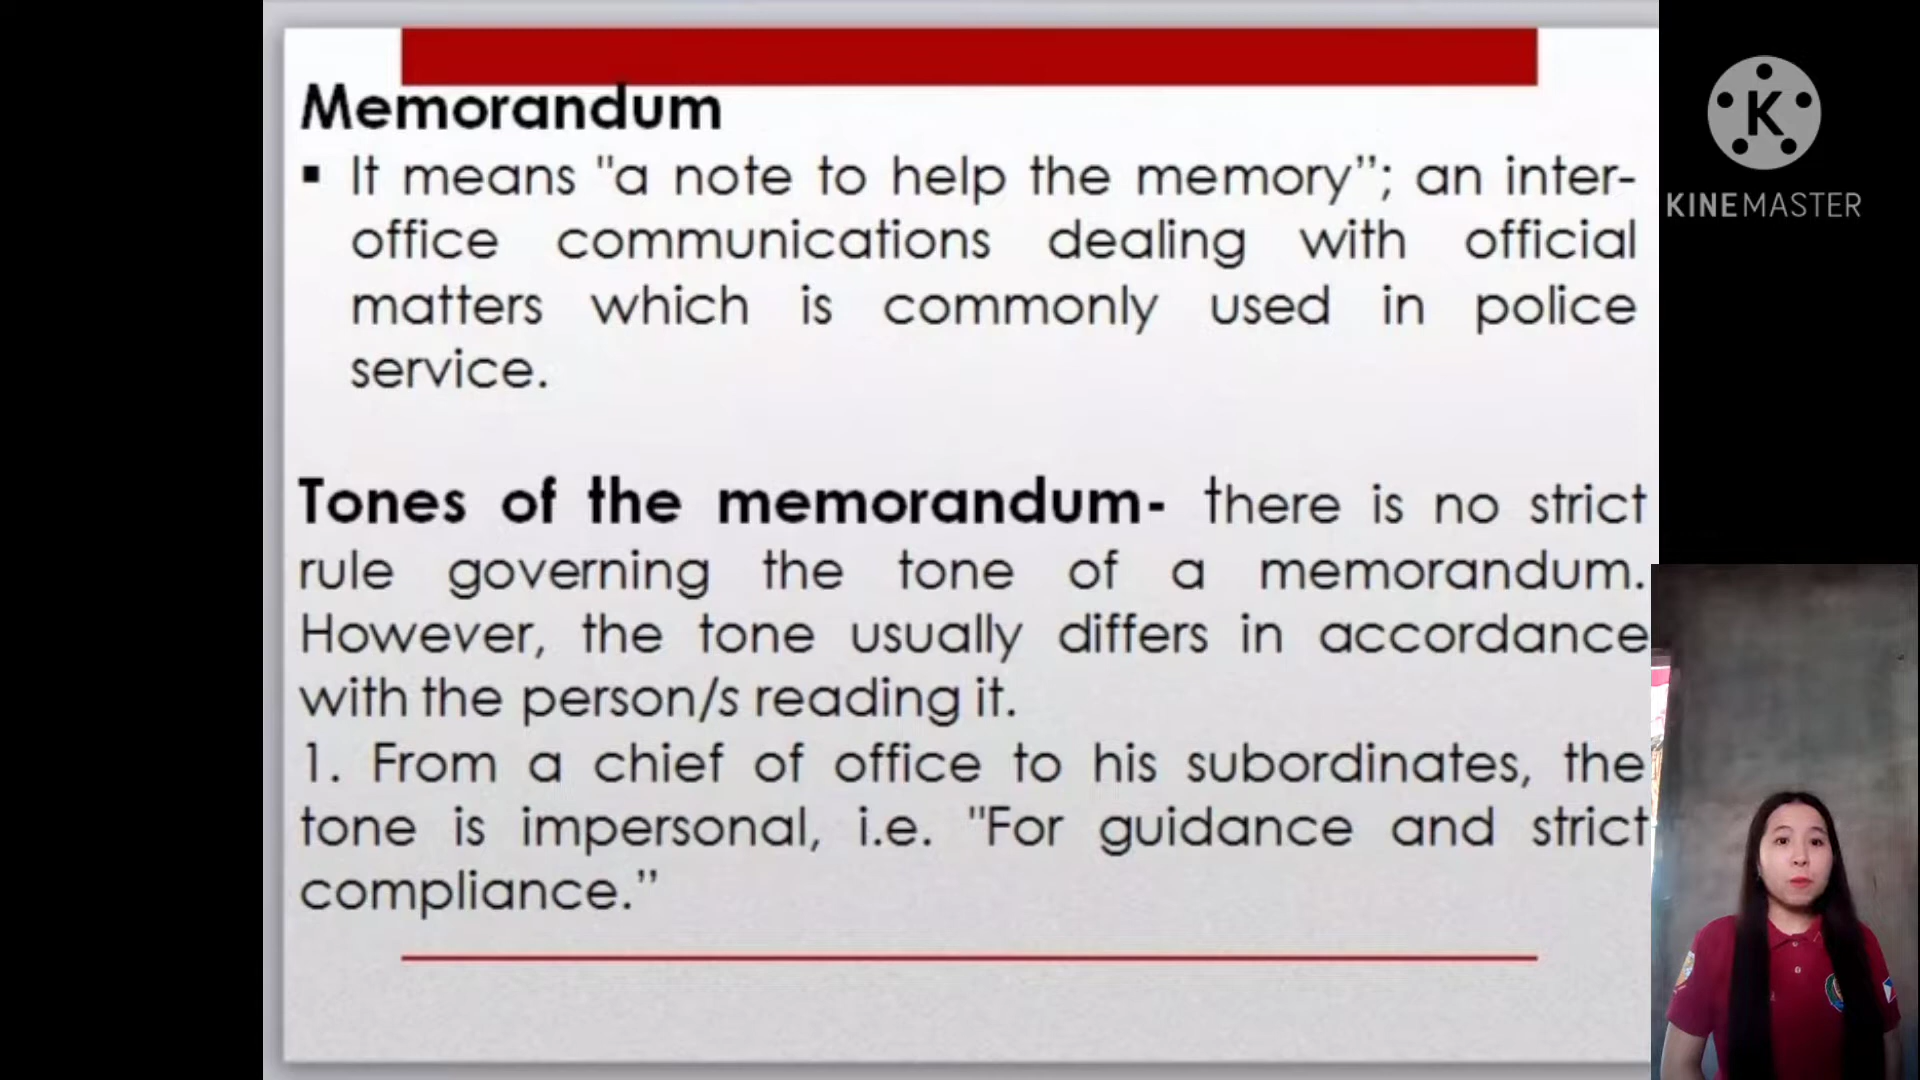 Memorandum
▪ It means "a note to help the memory”; an inter-
office communications dealing with official
matters which is commonly used in police
service.
Tones of the memorandum- there is no strict
rule governing the tone of a memorandum.
However, the tone usually differs in accordance
with the person/s reading it.
1. From a chief of office to his subordinates, the
tone is impersonal, i.e. "For guidance and strict
compliance.”
K
KINEMASTER